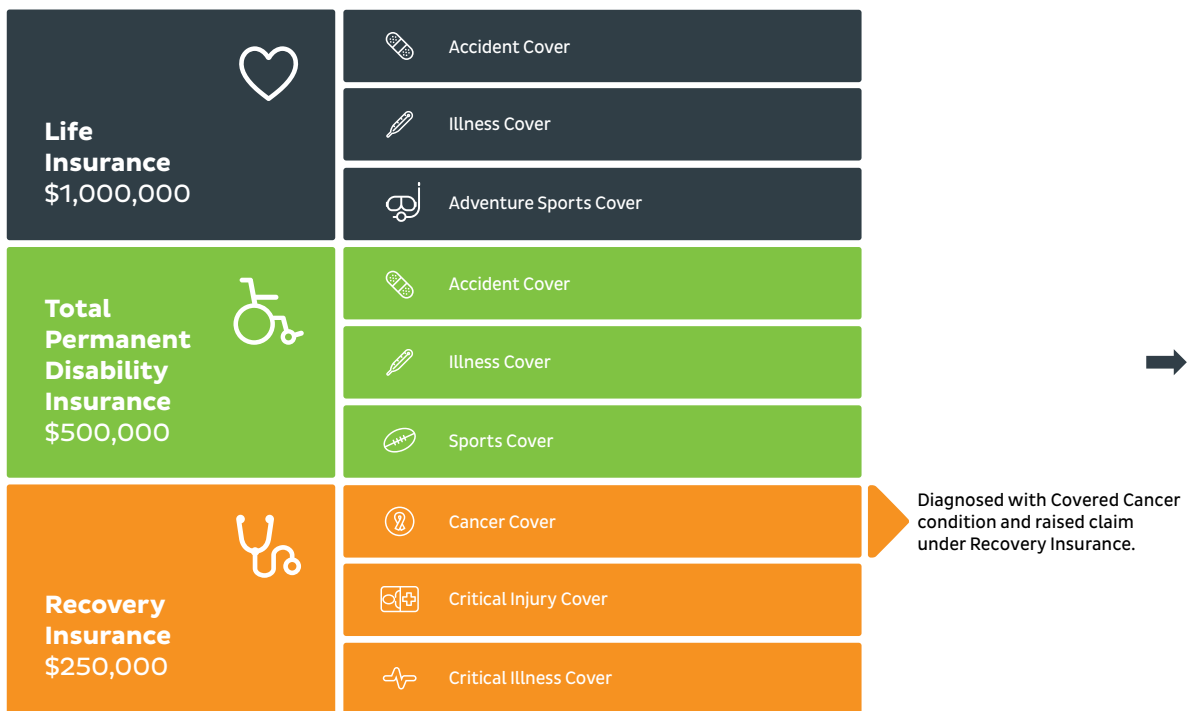 Life
Insurance
$1,000,000
Accident Cover
Illness Cover
Adventure Sports Cover
Total
Permanent
Disability
Insurance
$500,000
Accident Cover
Illness Cover
Sports Cover
Recovery
Insurance
$250,000
Cancer Cover
Critical Injury Cover
Critical Illness Cover
Diagnosed with Covered Cancer
condition and raised claim
under Recovery Insurance.